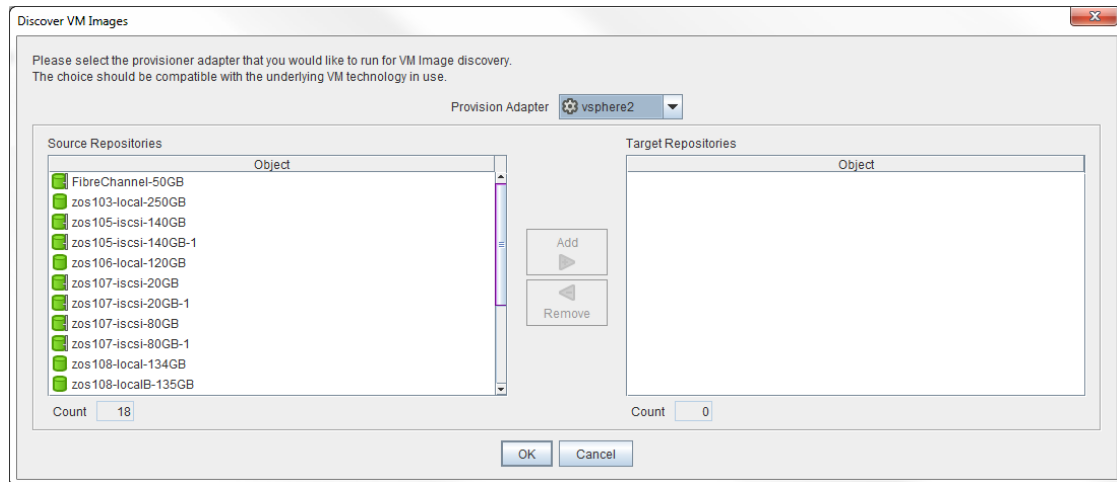 Discover VM Images
Please select the provisioner adapter that you would like to run for VM Image discovery.
The choice should be compatible with the underlying VM technology in use.
Provision Adapter vsphere2
Source Repositories
Object
FibreChannel-50GB
zos103-local-250GB
zos105-iscsi-140GB
zos105-iscsi-140GB-1
zos106-local-120GB
zos107-iscsi-20GB
zos107-iscsi-20GB-1
zos107-iscsi-80GB
zos107-iscsi-80GB-1
zos108-local-134GB
zos108-localB-135GB
Count 18
Add
Remove
Target Repositories
Object
Count 0
OK Cancel